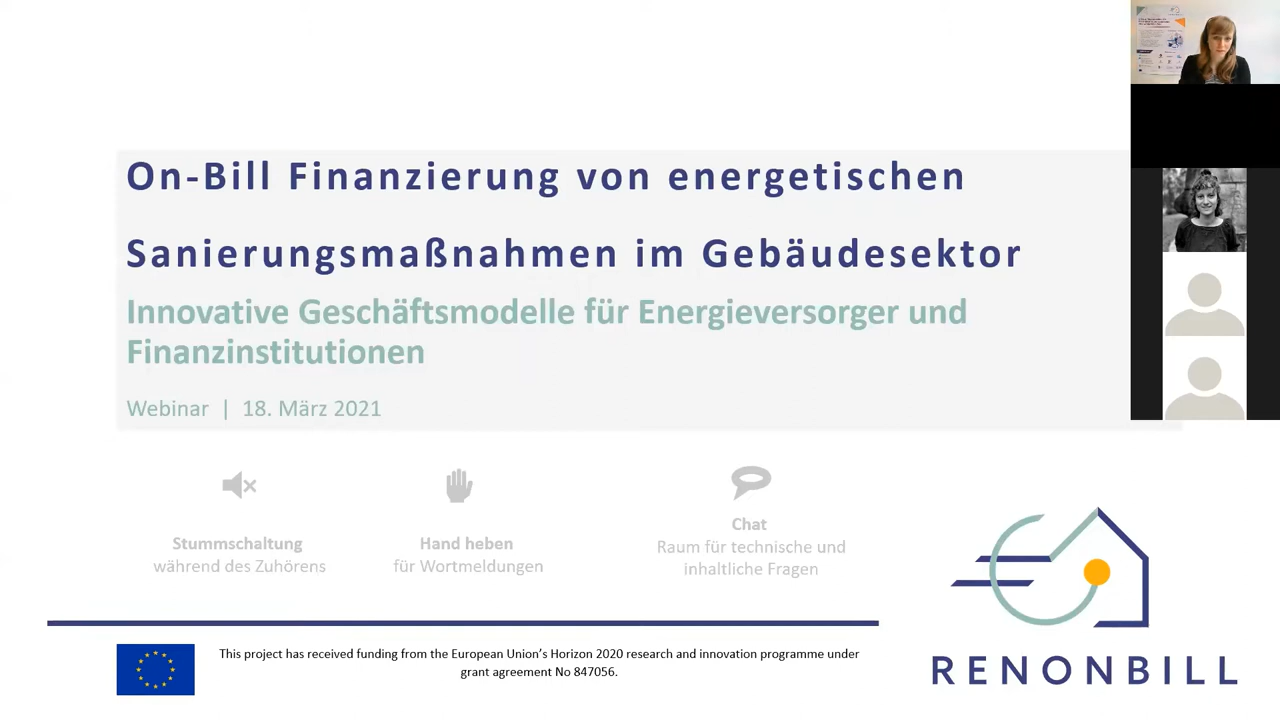 On-Bill Finanzierung von energetischen
Sanierungsmaßnahmen im Gebäudesektor
Innovative Geschäftsmodelle für Energieversorger und
Finanzinstitutionen
Webinar | 18. März 2021
Stummschaltung
während des Zuhörens
Hand heben
für Wortmeldungen
Chat
Raum für technische und
inhaltliche Fragen
This project has received funding from the European Union's Horizon 2020 research and innovation programme under
grant agreement No 847056.
RENONBILL
RENONBILL